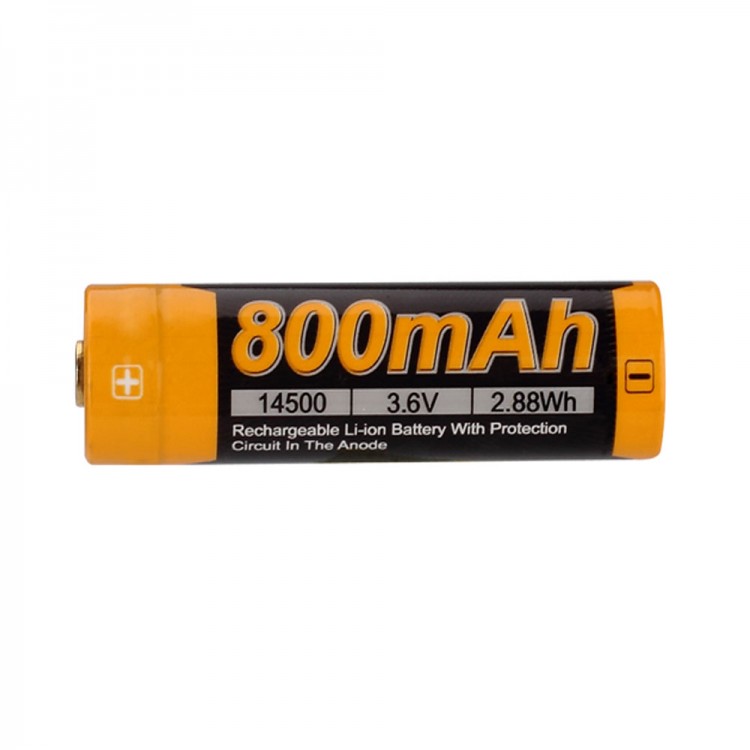 800mAh
14500 3.6V 2.88Wh
Rechargeable Li-ion Battery With Protection
Circuit In The Anode